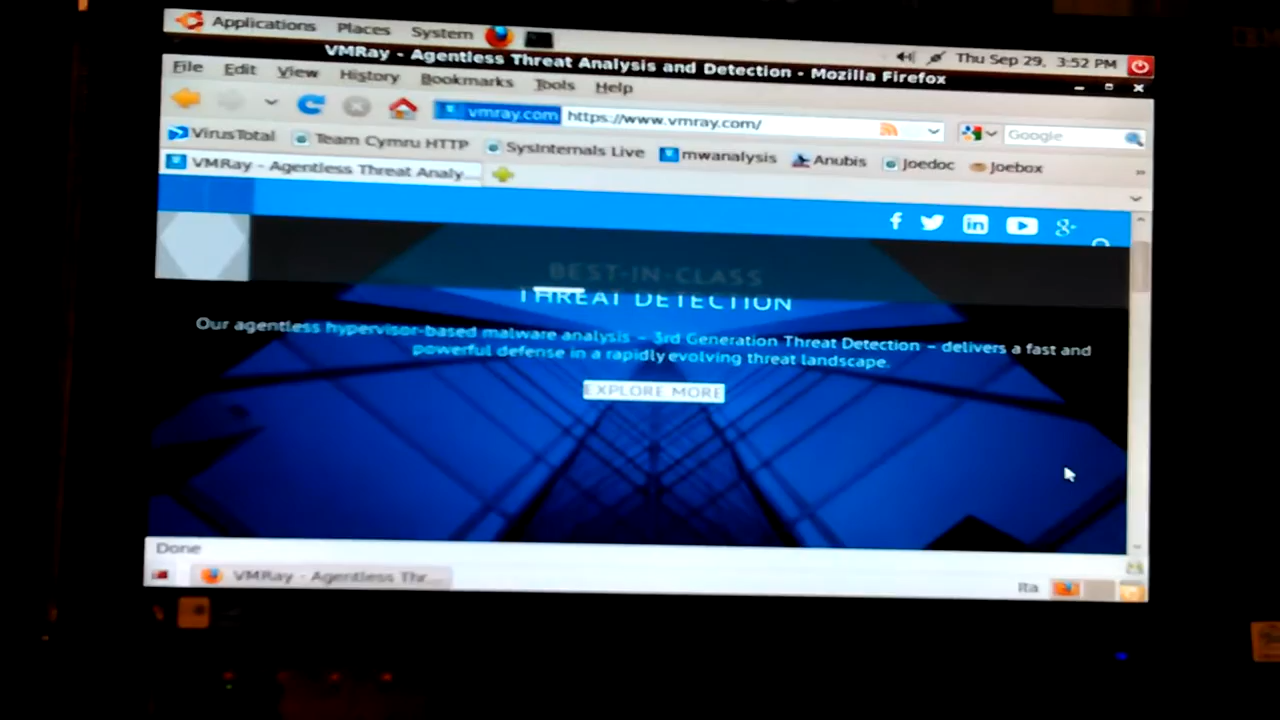 Applications Places System
Thu Sep 29, 3:52 PM
VMRay - Agentless Threat Analysis and Detection - Mozilla Firefox
File Edit View History Bookmarks Tools Help
vmray.com https://www.vmray.com/
Google
VirusTotal Team Cymru HTTP SysInternals Live mwanalysis Anubis Joedoc Joebox »
VMRay - Agentless Threat Analy...
f in g+
BEST-IN-CLASS
THREAT DETECTION
Our agentless hypervisor-based malware analysis – 3rd Generation Threat Detection – delivers a fast and
powerful defense in a rapidly evolving threat landscape.
EXPLORE MORE
Done
VMRay - Agentless Thr...
Ita